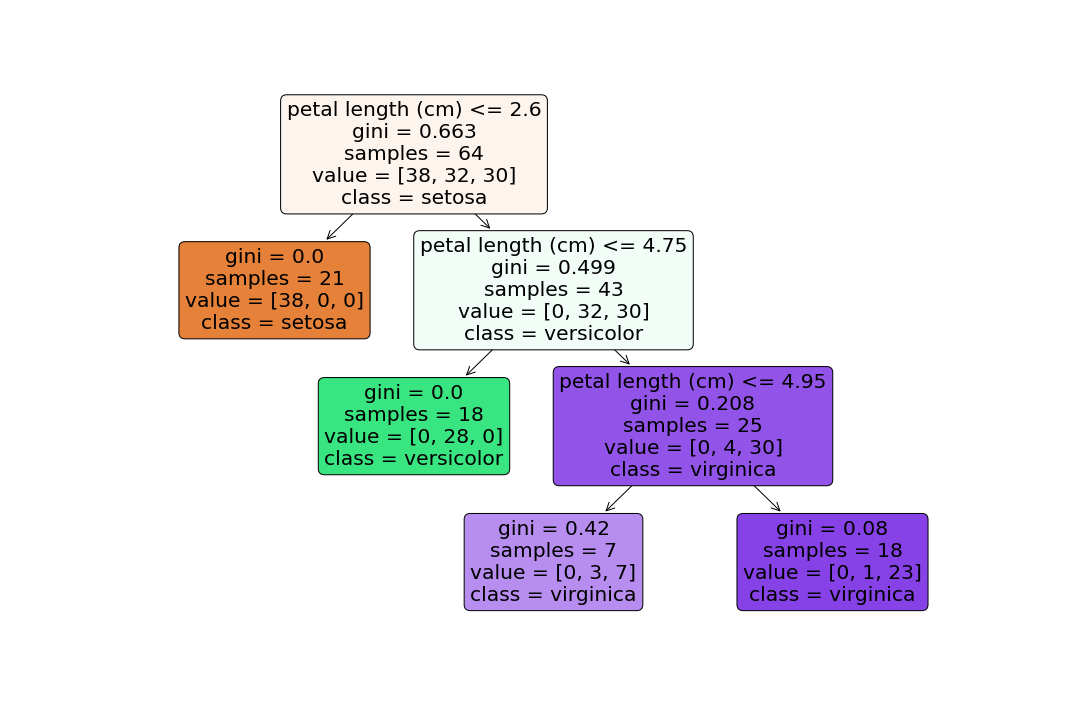 petal length (cm) <= 2.6
gini = 0.663
samples = 64
value = [38, 32, 30]
class = setosa
gini = 0.0
samples = 21
value = [38, 0, 0]
class = setosa
petal length (cm) <= 4.75
gini = 0.499
samples = 43
value = [0, 32, 30]
class = versicolor
gini = 0.0
samples = 18
value = [0, 28, 0]
class = versicolor
petal length (cm) <= 4.95
gini = 0.208
samples = 25
value = [0, 4, 30]
class = virginica
gini = 0.42
samples = 7
value = [0, 3, 7]
class = virginica
gini = 0.08
samples = 18
value = [0, 1, 23]
class = virginica